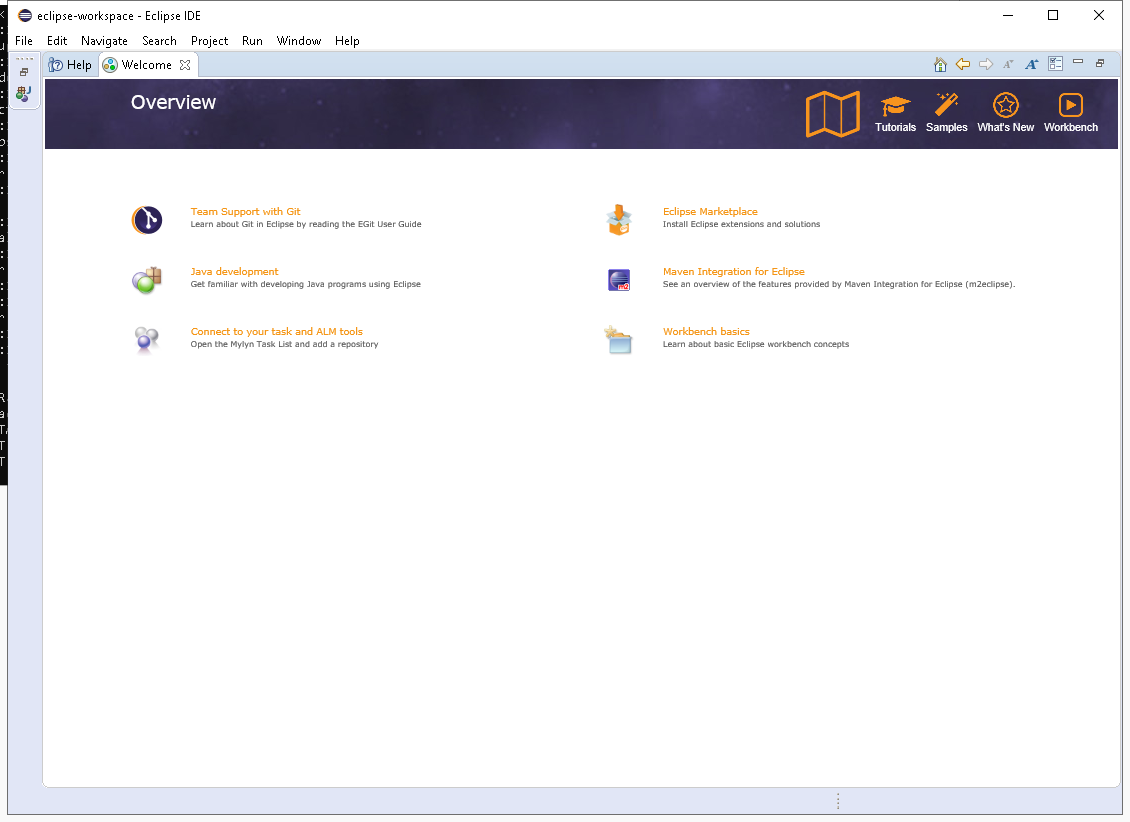 eclipse-workspace - Eclipse IDE
File Edit Navigate Search Project Run Window Help
Help Welcome
Overview
Tutorials Samples What's New Workbench
Team Support with Git
Learn about Git in Eclipse by reading the EGit User Guide
Eclipse Marketplace
Install Eclipse extensions and solutions
Java development
Get familiar with developing Java programs using Eclipse
Maven Integration for Eclipse
See an overview of the features provided by Maven Integration for Eclipse (m2eclipse).
Connect to your task and ALM tools
Open the Mylyn Task List and add a repository
Workbench basics
Learn about basic Eclipse workbench concepts